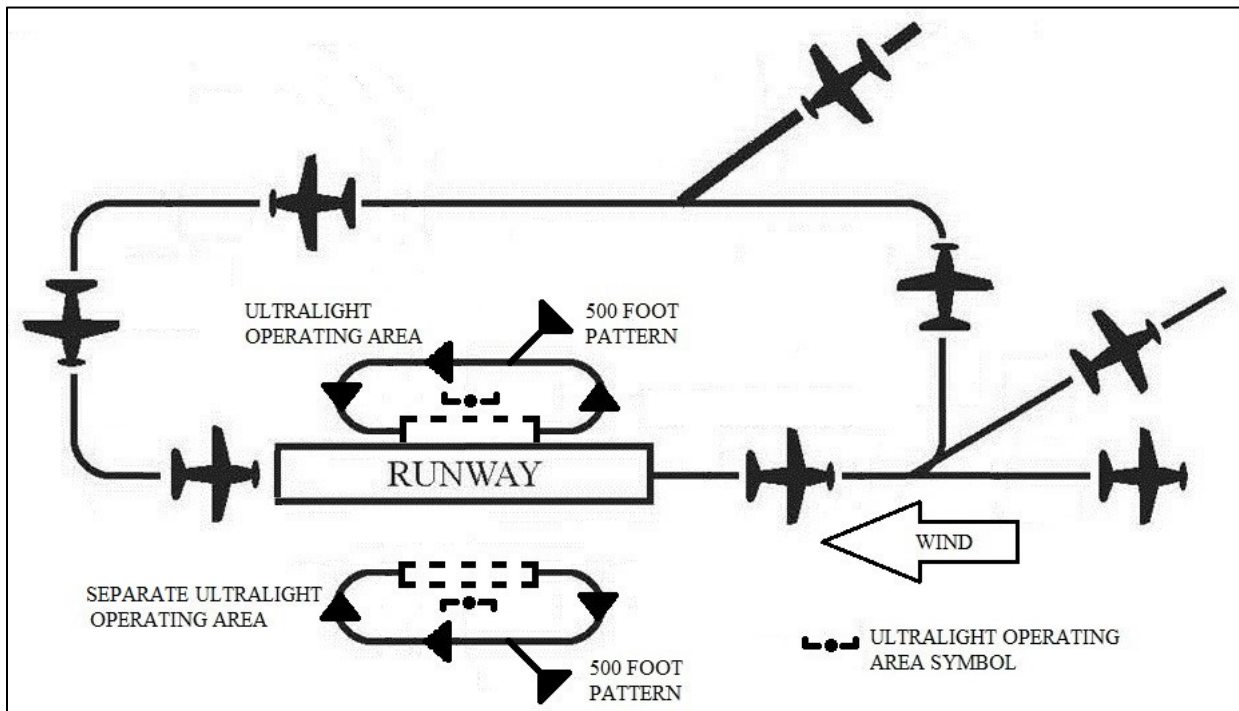 ULTRALIGHT
OPERATING AREA
500 FOOT
PATTERN
RUNWAY
WIND
SEPARATE ULTRALIGHT
OPERATING AREA
500 FOOT
PATTERN
ULTRALIGHT OPERATING
AREA SYMBOL